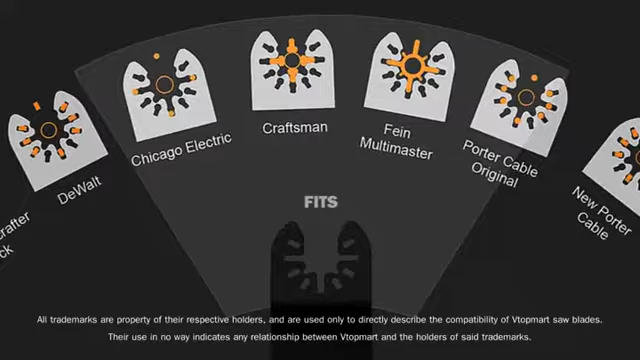 DeWalt
Chicago Electric
Craftsman
Fein
Multimaster
Porter Cable
Original
New Porter
Cable
FITS
All trademarks are property of their respective holders, and are used only to directly describe the compatibility of Vtopmart saw blades.
Their use in no way indicates any relationship between Vtopmart and the holders of said trademarks.